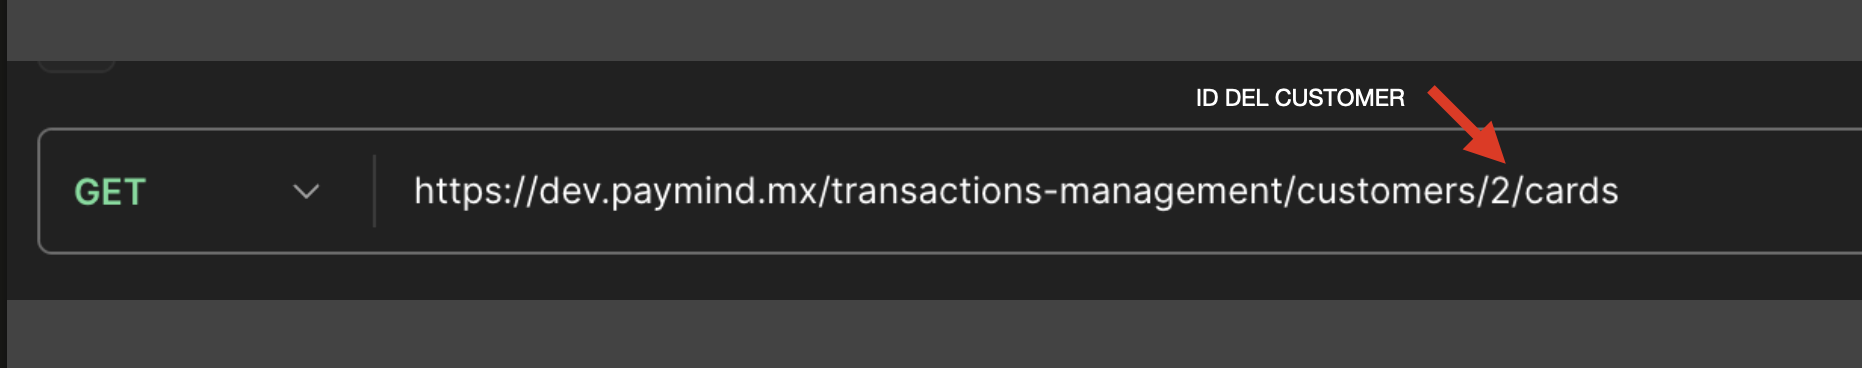 ID DEL CUSTOMER
GET https://dev.paymind.mx/transactions-management/customers/2/cards